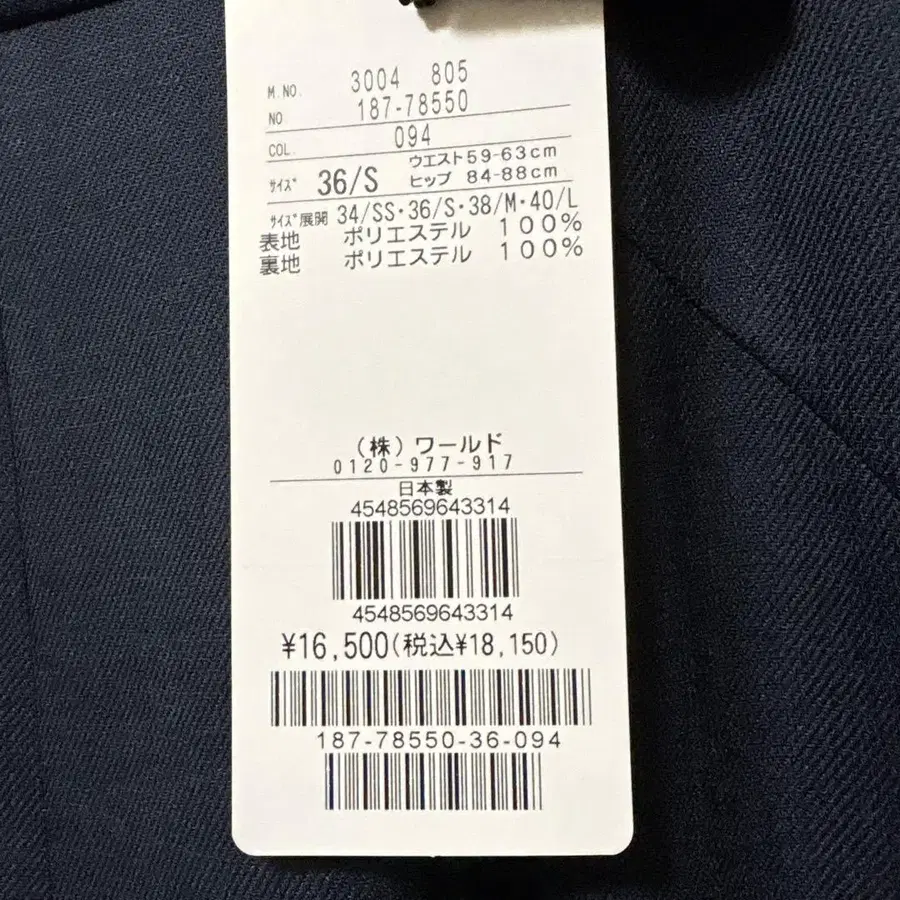 M.NO. 3004 805
NO 187-78550
COL. 094
ｻｲｽﾞ 36/S ウエスト59-63cm
ヒップ 84-88cm
ｻｲｽﾞ展開 34/SS・36/S・38/M・40/L
表地 ポリエステル 100%
裏地 ポリエステル 100%
(株)ワールド
0120-977-917
日本製
4548569643314
4548569643314
¥16,500(税込¥18,150)
187-78550-36-094